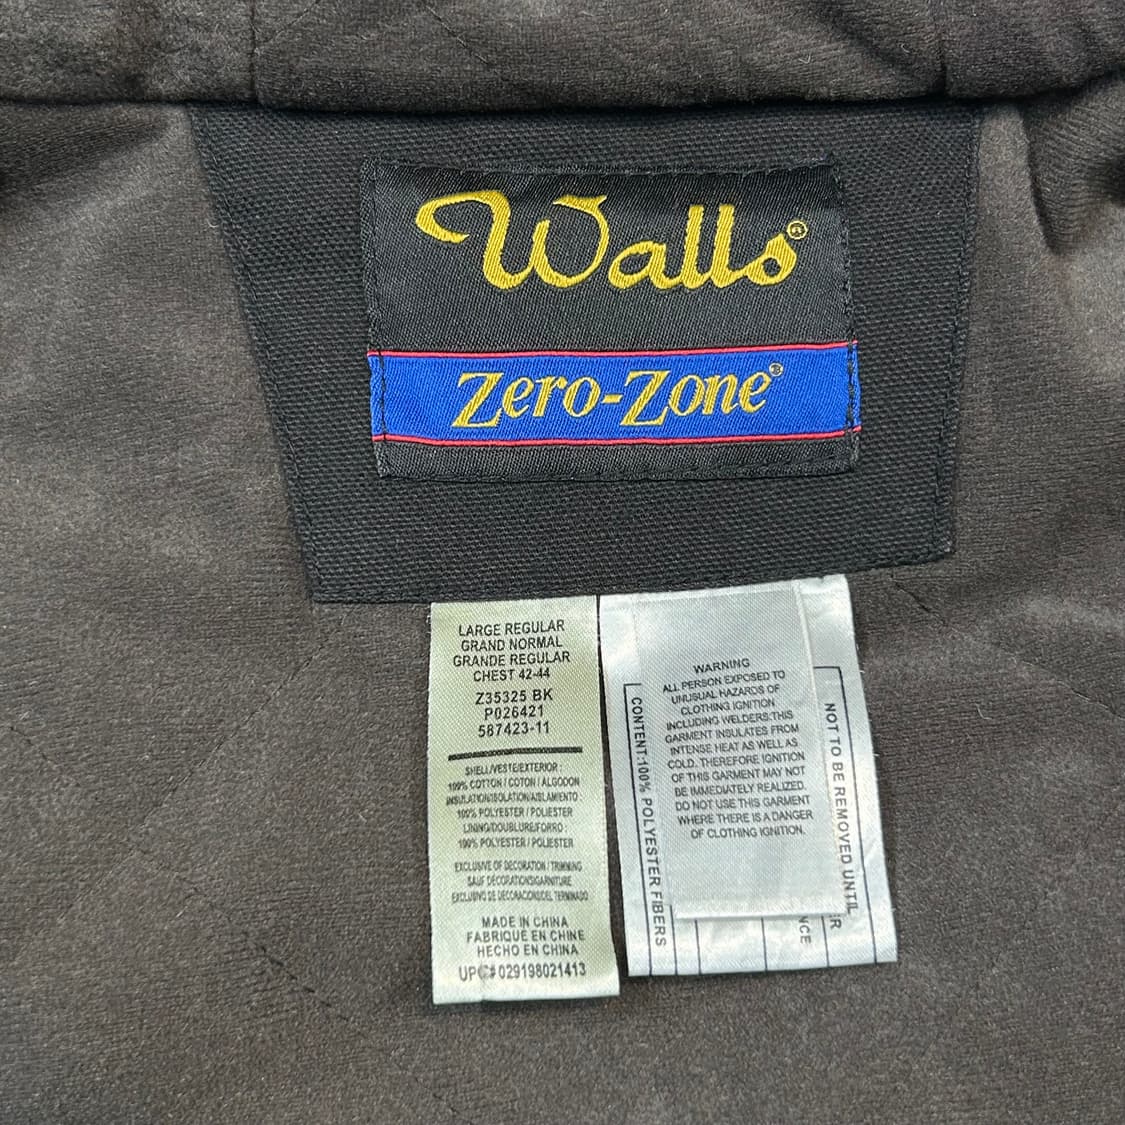 Walls®
Zero-Zone®
LARGE REGULAR
GRAND NORMAL
GRANDE REGULAR
CHEST 42-44
Z35325 BK
P026421
587423-11
SHELL/VESTE/EXTERIOR :
100% COTTON / COTON / ALGODON
INSULATION/ISOLATION/AISLAMIENTO :
100% POLYESTER / POLIESTER
LINING/DOUBLURE/FORRO :
100% POLYESTER / POLIESTER
EXCLUSIVE OF DECORATION / TRIMMING
SAUF DECORATIONS/GARNITURE
EXCLUSIVO DE DECORACIONS/DEL TERMINADO
MADE IN CHINA
FABRIQUÉ EN CHINE
HECHO EN CHINA
UPC# 029198021413
WARNING
ALL PERSON EXPOSED TO
UNUSUAL HAZARDS OF
CLOTHING IGNITION
INCLUDING WELDERS:THIS
GARMENT INSULATES FROM
INTENSE HEAT AS WELL AS
COLD. THEREFORE IGNITION
OF THIS GARMENT MAY NOT
BE IMMEDIATELY REALIZED.
DO NOT USE THIS GARMENT
WHERE THERE IS A DANGER
OF CLOTHING IGNITION.
CONTENT:100% POLYESTER FIBERS
NOT TO BE REMOVED UNTIL